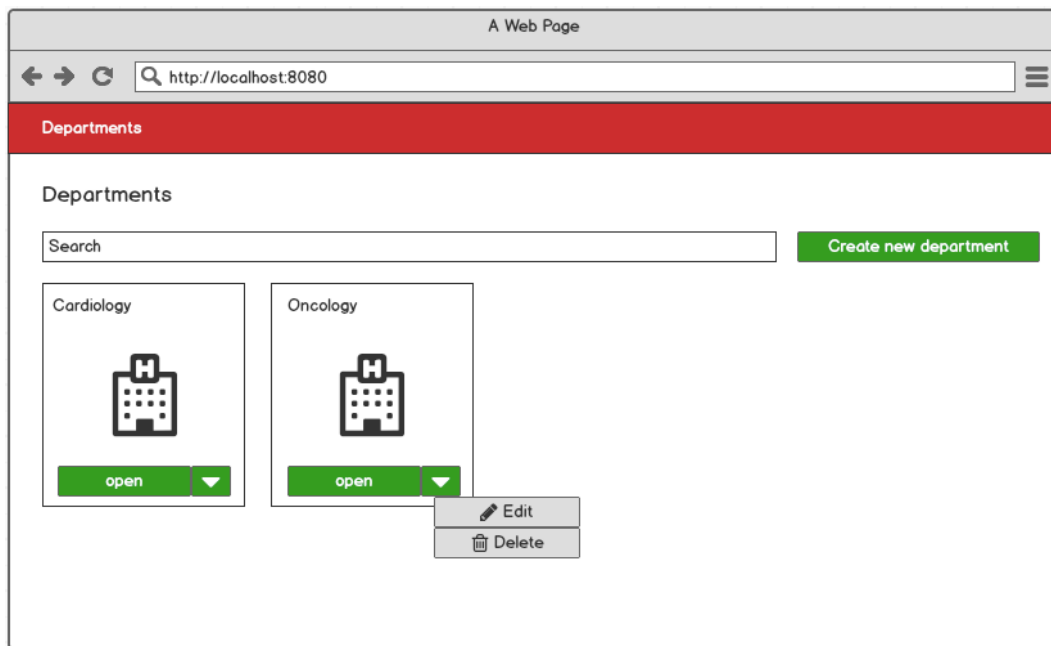 A Web Page
http://localhost:8080
Departments
Departments
Search
Create new department
Cardiology
Oncology
H
H
open
open
Edit
Delete